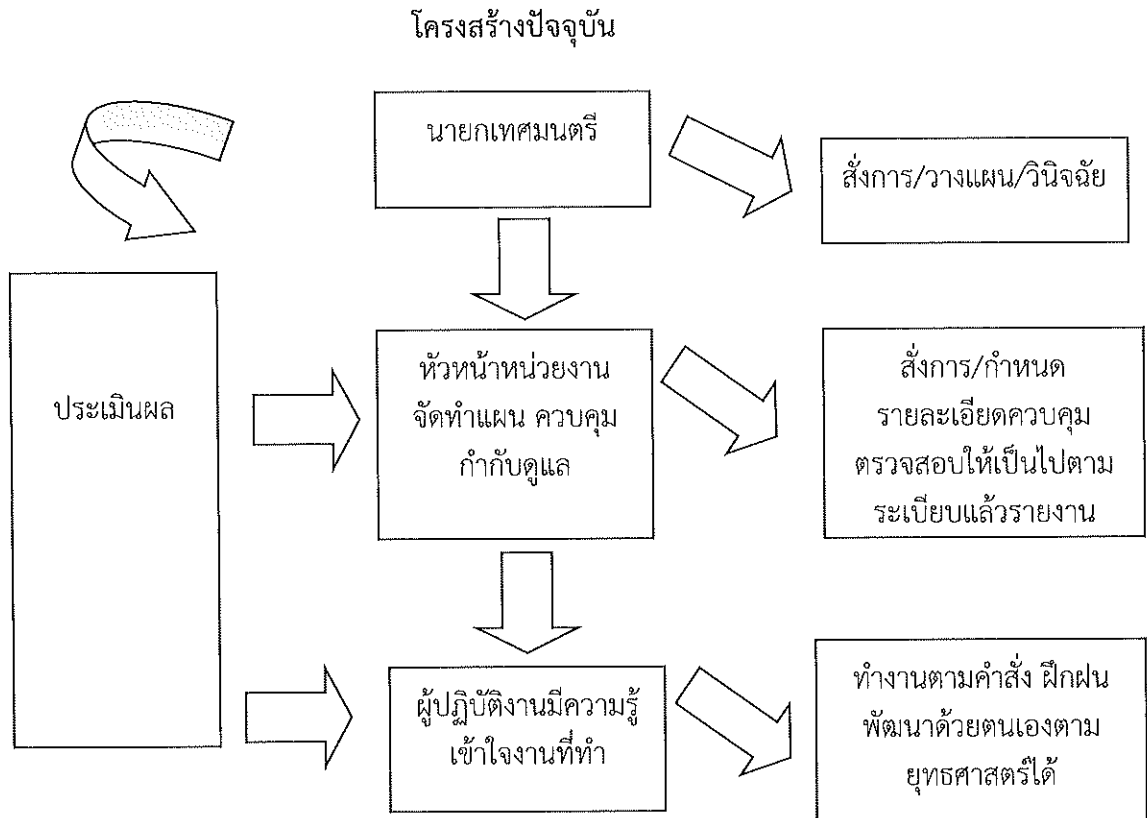 โครงสร้างปัจจุบัน
นายกเทศมนตรี
สั่งการ/วางแผน/วินิจฉัย
ประเมินผล
หัวหน้าหน่วยงาน
จัดทำแผน ควบคุม
กำกับดูแล
สั่งการ/กำหนด
รายละเอียดควบคุม
ตรวจสอบให้เป็นไปตาม
ระเบียบแล้วรายงาน
ผู้ปฏิบัติงานมีความรู้
เข้าใจงานที่ทำ
ทำงานตามคำสั่ง ฝึกฝน
พัฒนาด้วยตนเองตาม
ยุทธศาสตร์ได้